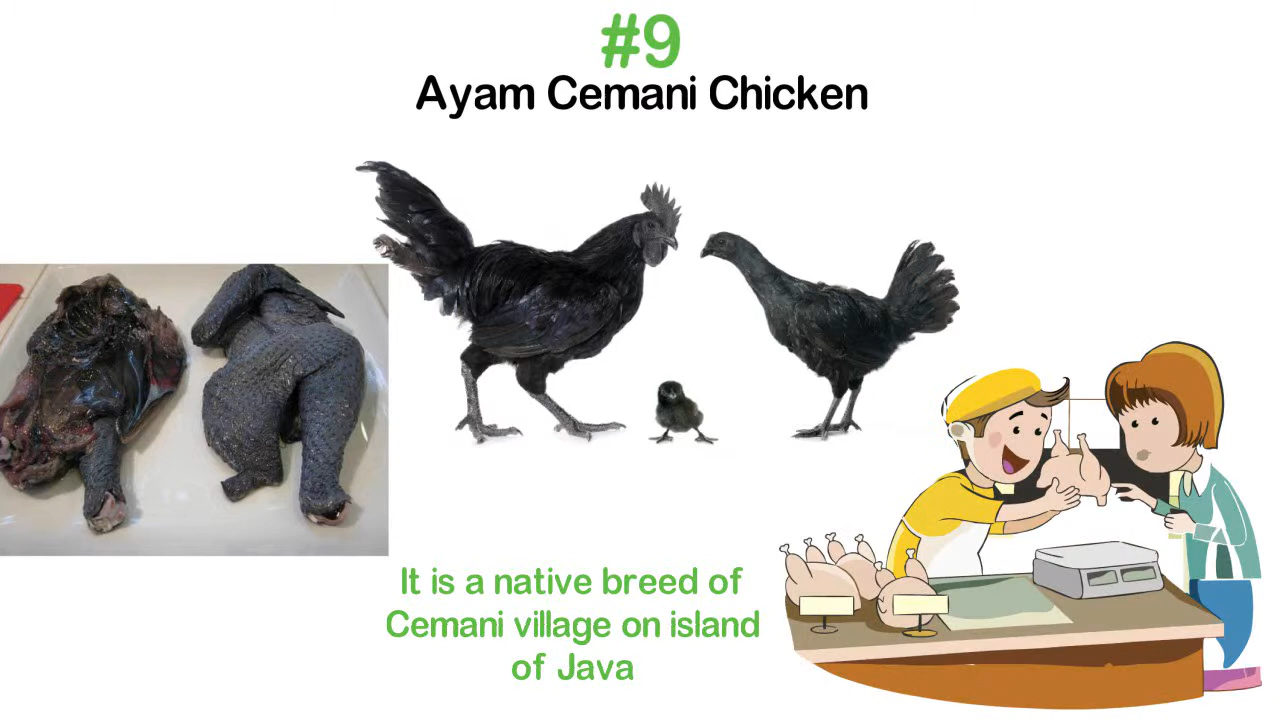 #9
Ayam Cemani Chicken
It is a native breed of
Cemani village on island
of Java